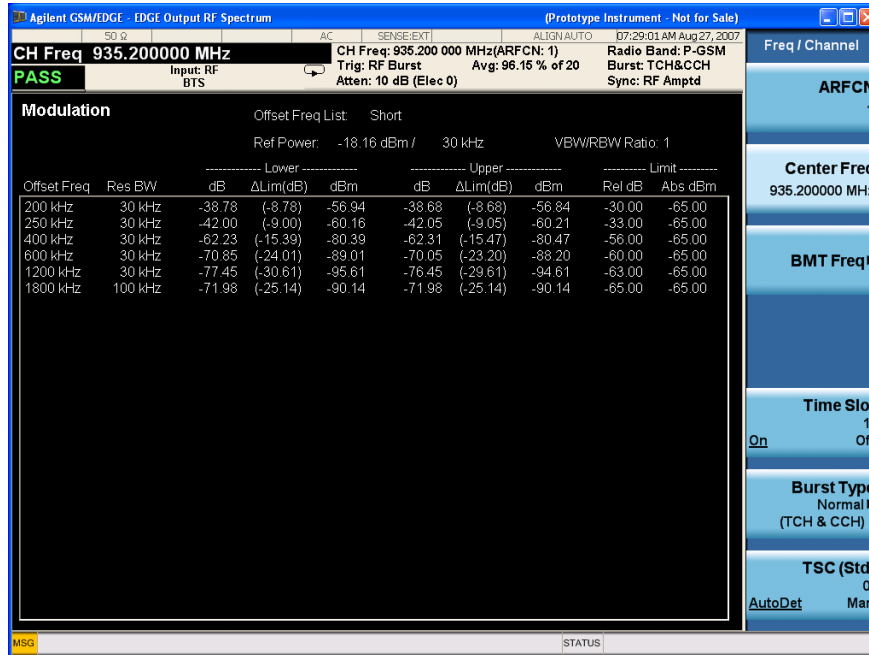 Agilent GSM/EDGE - EDGE Output RF Spectrum (Prototype Instrument - Not for Sale)
50 Ω AC SENSE:EXT ALIGN AUTO 07:29:01 AM Aug 27, 2007
CH Freq 935.200000 MHz
PASS
Input: RF
BTS
CH Freq: 935.200 000 MHz(ARFCN: 1)
Trig: RF Burst Avg: 96.15 % of 20
Atten: 10 dB (Elec 0)
Radio Band: P-GSM
Burst: TCH&CCH
Sync: RF Amptd
Modulation
Offset Freq List: Short
Ref Power: -18.16 dBm / 30 kHz VBW/RBW Ratio: 1
------------ Lower ------------- ------------ Upper ------------- ---------- Limit ---------
Offset Freq Res BW dB ΔLim(dB) dBm dB ΔLim(dB) dBm Rel dB Abs dBm
200 kHz 30 kHz -38.78 (-8.78) -56.94 -38.68 (-8.68) -56.84 -30.00 -65.00
250 kHz 30 kHz -42.00 (-9.00) -60.16 -42.05 (-9.05) -60.21 -33.00 -65.00
400 kHz 30 kHz -62.23 (-15.39) -80.39 -62.31 (-15.47) -80.47 -56.00 -65.00
600 kHz 30 kHz -70.85 (-24.01) -89.01 -70.05 (-23.20) -88.20 -60.00 -65.00
1200 kHz 30 kHz -77.45 (-30.61) -95.61 -76.45 (-29.61) -94.61 -63.00 -65.00
1800 kHz 100 kHz -71.98 (-25.14) -90.14 -71.98 (-25.14) -90.14 -65.00 -65.00
Freq / Channel
ARFCN
Center Freq
935.200000 MH
BMT Freq
Time Slo
1
On Of
Burst Type
Normal
(TCH & CCH)
TSC (Std
0
AutoDet Man
MSG STATUS